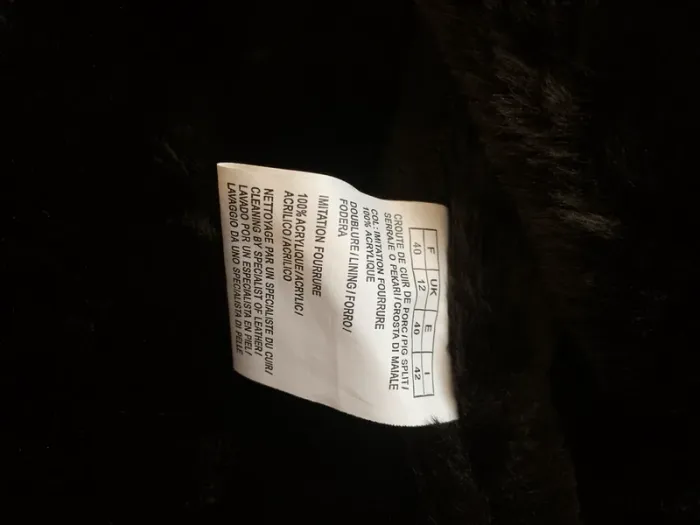 F UK E I
40 12 40 42
CROUTE DE CUIR DE PORC/PIG SPLIT/
SERRAJE O PEKARI/CROSTA DI MAIALE
COL: IMITATION FOURRURE
100% ACRYLIQUE
DOUBLURE/LINING/FORRO/
FODERA
IMITATION FOURRURE
100% ACRYLIQUE/ACRYLIC/
ACRILICO/ACRILICO
NETTOYAGE PAR UN SPECIALISTE DU CUIR/
CLEANING BY SPECIALIST OF LEATHER/
LAVADO POR UN ESPECIALISTA EN PIEL/
LAVAGGIO DA UNO SPECIALISTA DI PELLE